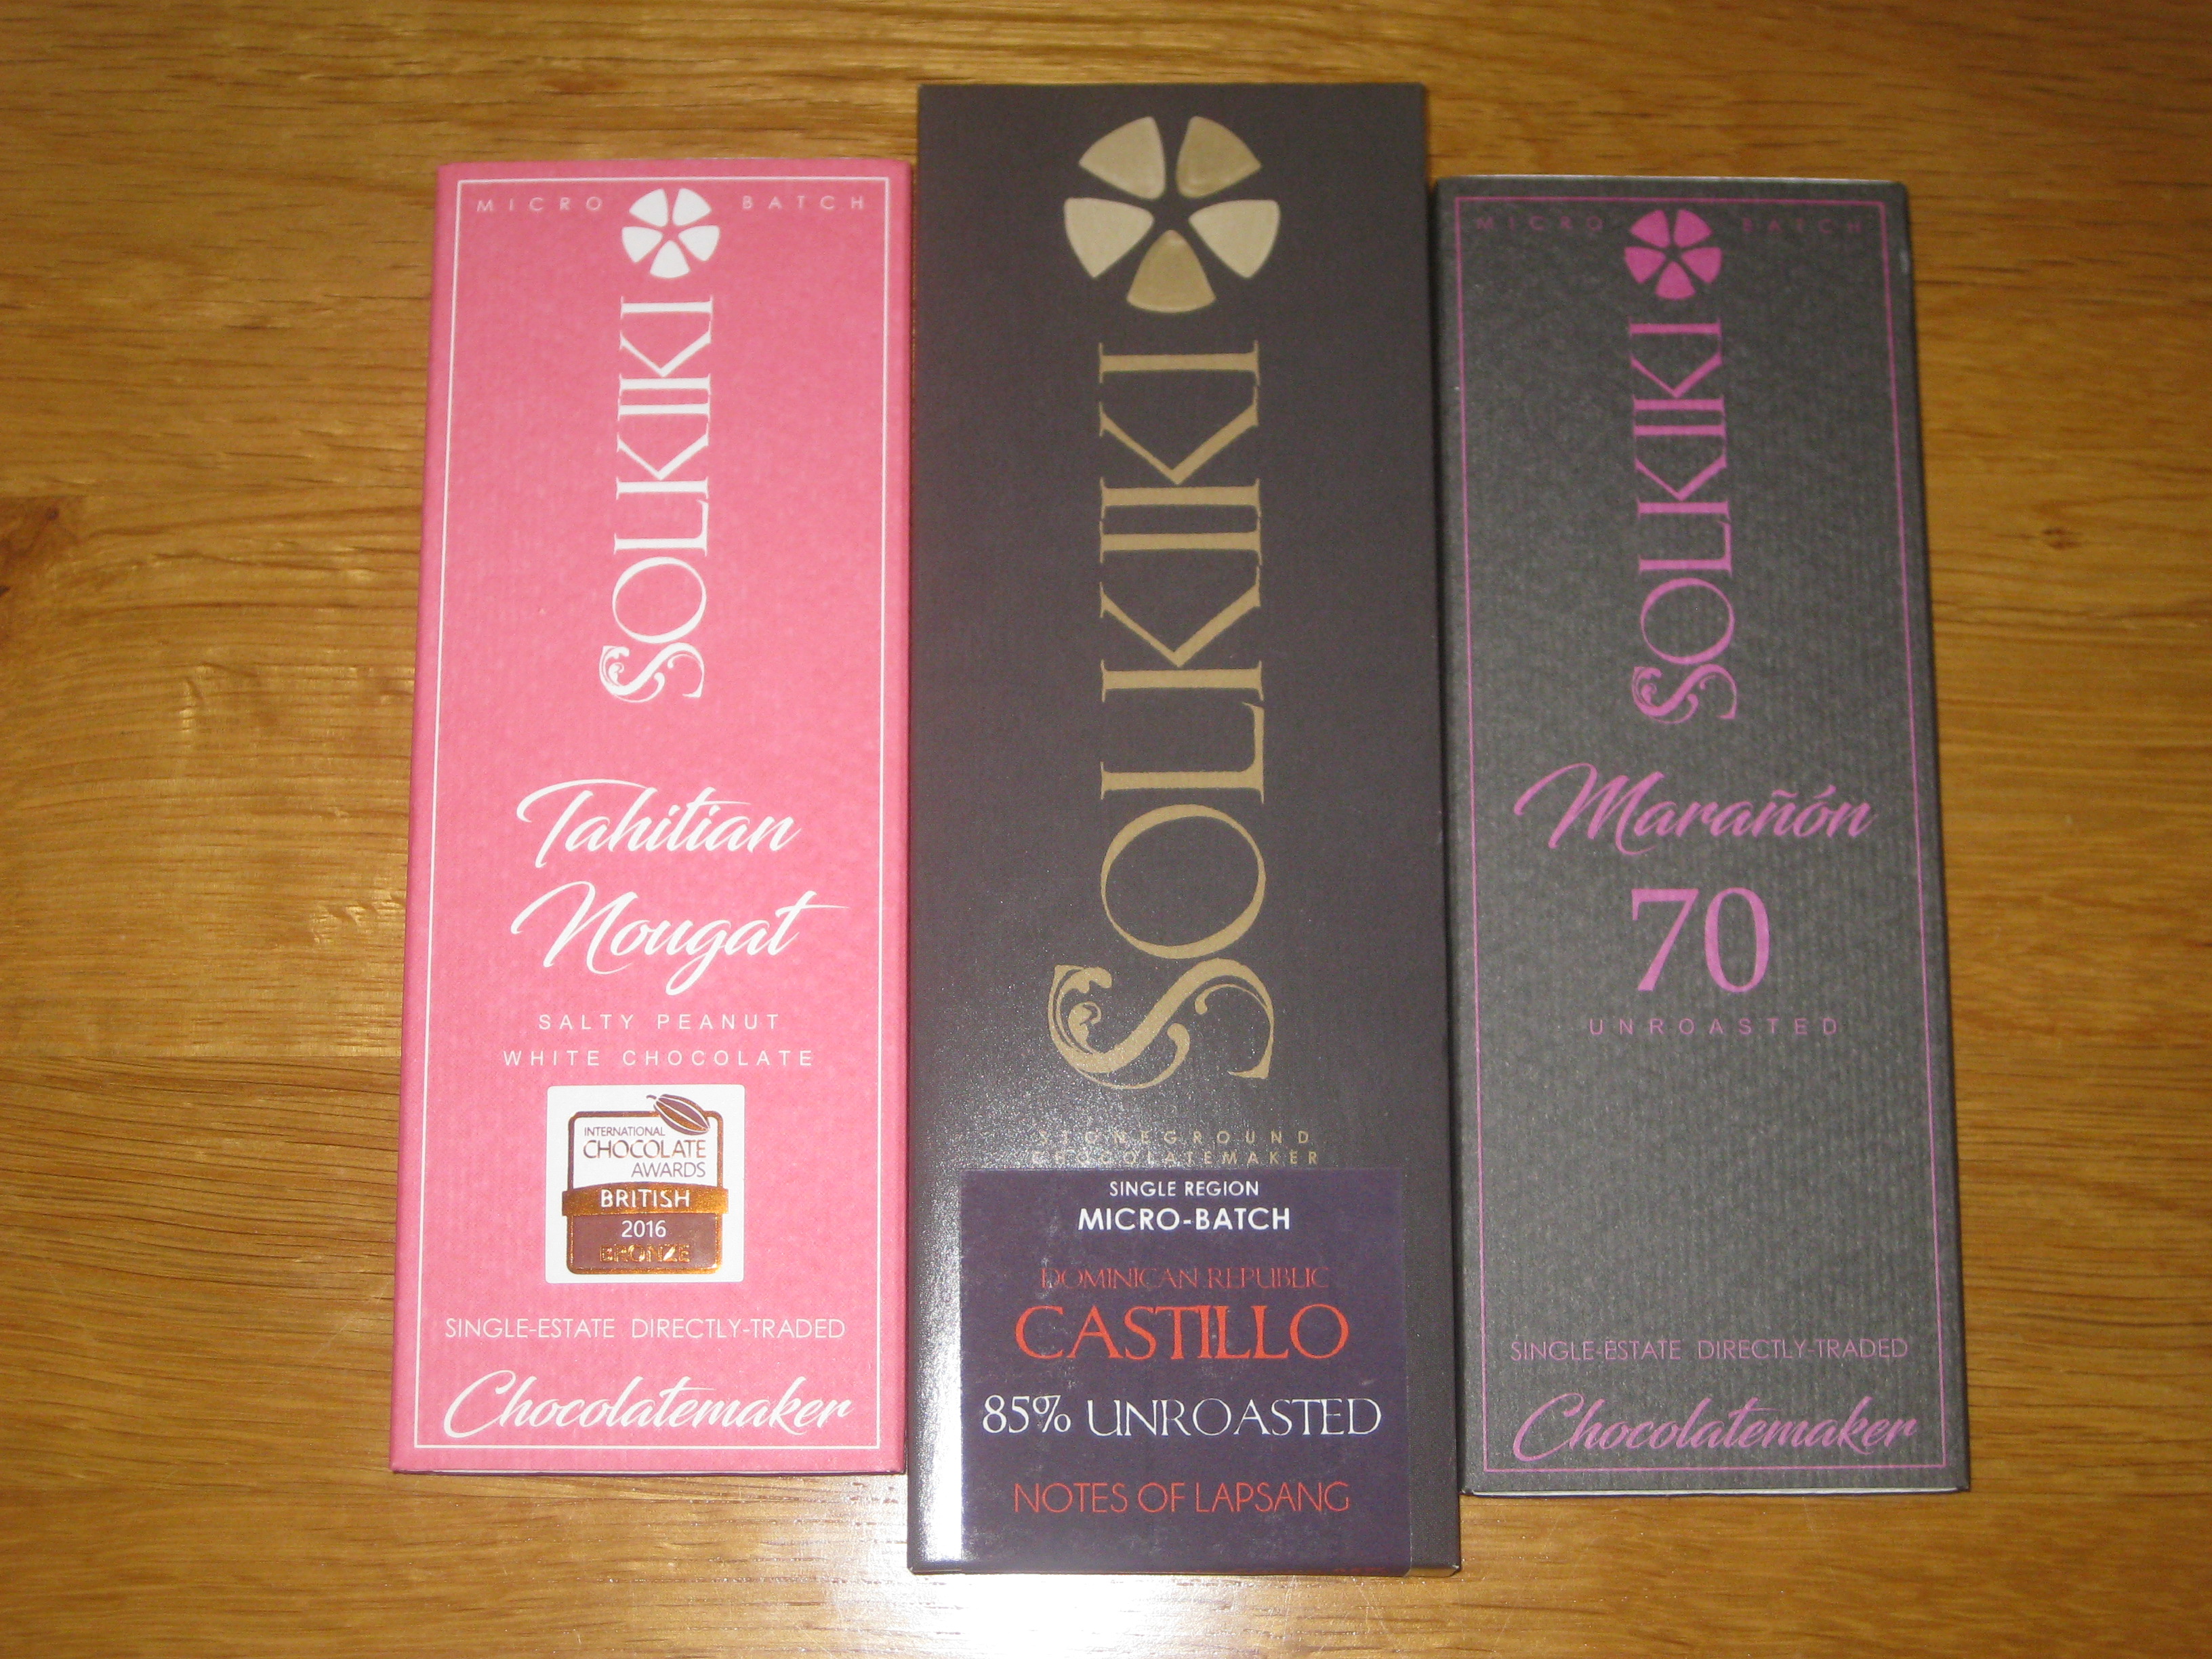 MICRO BATCH
SOLKIKI
Tahitian
Nougat
SALTY PEANUT
WHITE CHOCOLATE
INTERNATIONAL
CHOCOLATE
AWARDS
BRITISH
2016
BRONZE
SINGLE-ESTATE DIRECTLY-TRADED
Chocolatemaker
SOLKIKI
STONEGROUND
CHOCOLATEMAKER
SINGLE REGION
MICRO-BATCH
DOMINICAN REPUBLIC
CASTILLO
85% UNROASTED
NOTES OF LAPSANG
MICRO BATCH
SOLKIKI
Marañón
70
UNROASTED
SINGLE-ESTATE DIRECTLY-TRADED
Chocolatemaker